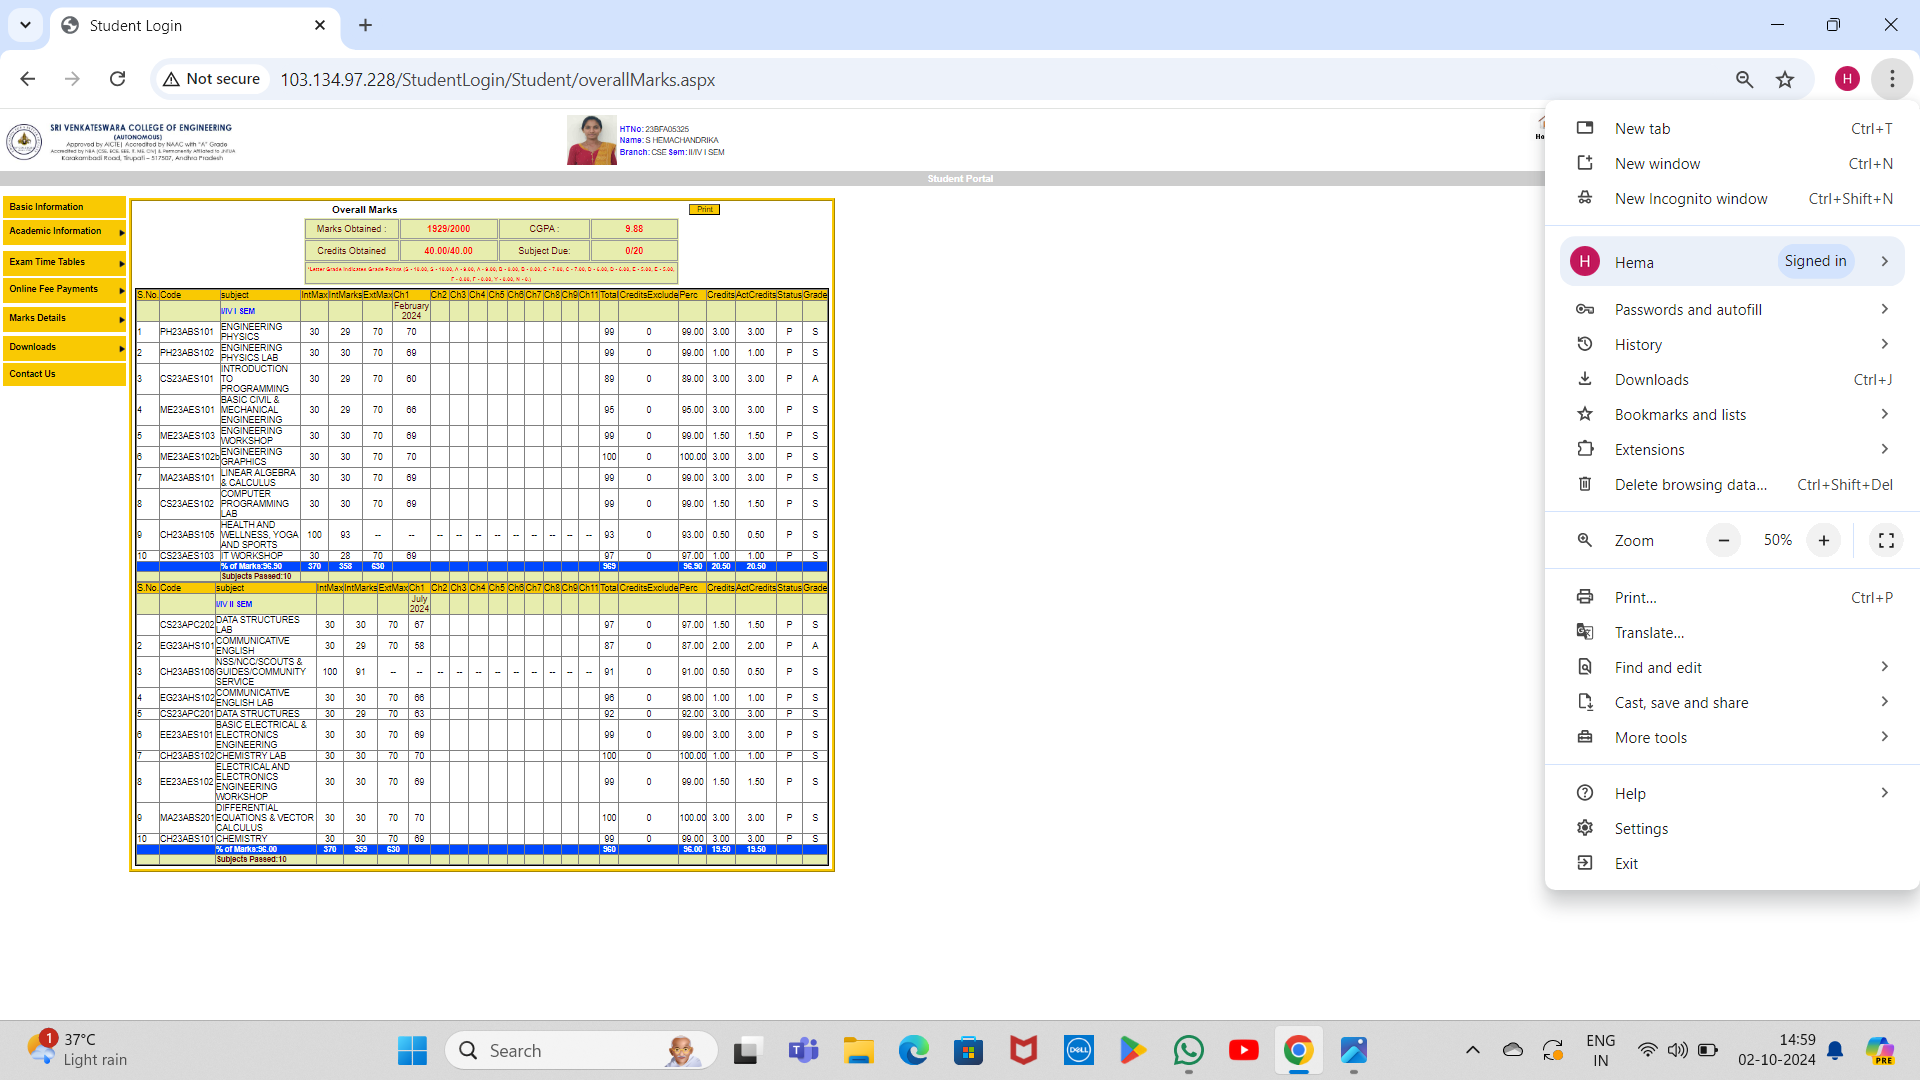 Student Login
Not secure 103.134.97.228/StudentLogin/Student/overallMarks.aspx
H
SRI VENKATESWARA COLLEGE OF ENGINEERING
(AUTONOMOUS)
Approved by AICTE| Accredited by NAAC with "A" Grade
Accredited by NBA (CSE, ECE, EEE, IT, ME, CIV) & Permanently Affiliated to JNTUA
Karakambadi Road, Tirupati – 517507, Andhra Pradesh
HTNo: 23BFA05325
Name: S HEMACHANDRIKA
Branch: CSE Sem: II/IV I SEM
Student Portal
Basic Information
Academic Information
Exam Time Tables
Online Fee Payments
Marks Details
Downloads
Contact Us
Overall Marks
Print
Marks Obtained : 1929/2000 CGPA : 9.88
Credits Obtained 40.00/40.00 Subject Due: 0/20
S.No. Code subject IntMax IntMarks ExtMax Ch1 Ch2 Ch3 Ch4 Ch5 Ch6 Ch7 Ch8 Ch9 Ch11 Total CreditsExclude Perc Credits ActCredits Status Grade
I/IV I SEM February 2024
1 PH23ABS101 ENGINEERING PHYSICS 30 29 70 70 99 0 99.00 3.00 3.00 P S
2 PH23ABS102 ENGINEERING PHYSICS LAB 30 30 70 69 99 0 99.00 1.00 1.00 P S
3 CS23AES101 INTRODUCTION TO PROGRAMMING 30 29 70 60 89 0 89.00 3.00 3.00 P A
4 ME23AES101 BASIC CIVIL & MECHANICAL ENGINEERING 30 29 70 66 95 0 95.00 3.00 3.00 P S
5 ME23AES103 ENGINEERING WORKSHOP 30 30 70 69 99 0 99.00 1.50 1.50 P S
6 ME23AES102b ENGINEERING GRAPHICS 30 30 70 70 100 0 100.00 3.00 3.00 P S
7 MA23ABS101 LINEAR ALGEBRA & CALCULUS 30 30 70 69 99 0 99.00 3.00 3.00 P S
8 CS23AES102 COMPUTER PROGRAMMING LAB 30 30 70 69 99 0 99.00 1.50 1.50 P S
9 CH23ABS105 HEALTH AND WELLNESS, YOGA AND SPORTS 100 93 -- -- -- -- -- -- -- -- -- -- -- 93 0 93.00 0.50 0.50 P S
10 CS23AES103 IT WORKSHOP 30 28 70 69 97 0 97.00 1.00 1.00 P S
% of Marks:96.90 370 358 630 969 96.90 20.50 20.50
Subjects Passed:10
S.No. Code subject IntMax IntMarks ExtMax Ch1 Ch2 Ch3 Ch4 Ch5 Ch6 Ch7 Ch8 Ch9 Ch11 Total CreditsExclude Perc Credits ActCredits Status Grade
I/IV II SEM July 2024
CS23APC202 DATA STRUCTURES LAB 30 30 70 67 97 0 97.00 1.50 1.50 P S
2 EG23AHS101 COMMUNICATIVE ENGLISH 30 29 70 58 87 0 87.00 2.00 2.00 P A
3 CH23ABS106 NSS/NCC/SCOUTS & GUIDES/COMMUNITY SERVICE 100 91 -- -- -- -- -- -- -- -- -- -- -- 91 0 91.00 0.50 0.50 P S
4 EG23AHS102 COMMUNICATIVE ENGLISH LAB 30 30 70 66 96 0 96.00 1.00 1.00 P S
5 CS23APC201 DATA STRUCTURES 30 29 70 63 92 0 92.00 3.00 3.00 P S
6 EE23AES101 BASIC ELECTRICAL & ELECTRONICS ENGINEERING 30 30 70 69 99 0 99.00 3.00 3.00 P S
7 CH23ABS102 CHEMISTRY LAB 30 30 70 70 100 0 100.00 1.00 1.00 P S
8 EE23AES102 ELECTRICAL AND ELECTRONICS ENGINEERING WORKSHOP 30 30 70 69 99 0 99.00 1.50 1.50 P S
9 MA23ABS201 DIFFERENTIAL EQUATIONS & VECTOR CALCULUS 30 30 70 70 100 0 100.00 3.00 3.00 P S
10 CH23ABS101 CHEMISTRY 30 30 70 69 99 0 99.00 3.00 3.00 P S
% of Marks:96.00 370 359 630 960 96.00 19.50 19.50
Subjects Passed:10
New tab Ctrl+T
New window Ctrl+N
New Incognito window Ctrl+Shift+N
H Hema Signed in
Passwords and autofill
History
Downloads Ctrl+J
Bookmarks and lists
Extensions
Delete browsing data... Ctrl+Shift+Del
Zoom − 50% +
Print... Ctrl+P
Translate...
Find and edit
Cast, save and share
More tools
Help
Settings
Exit
1
37°C
Light rain
Search
DELL
ENG
IN
14:59
02-10-2024
PRE